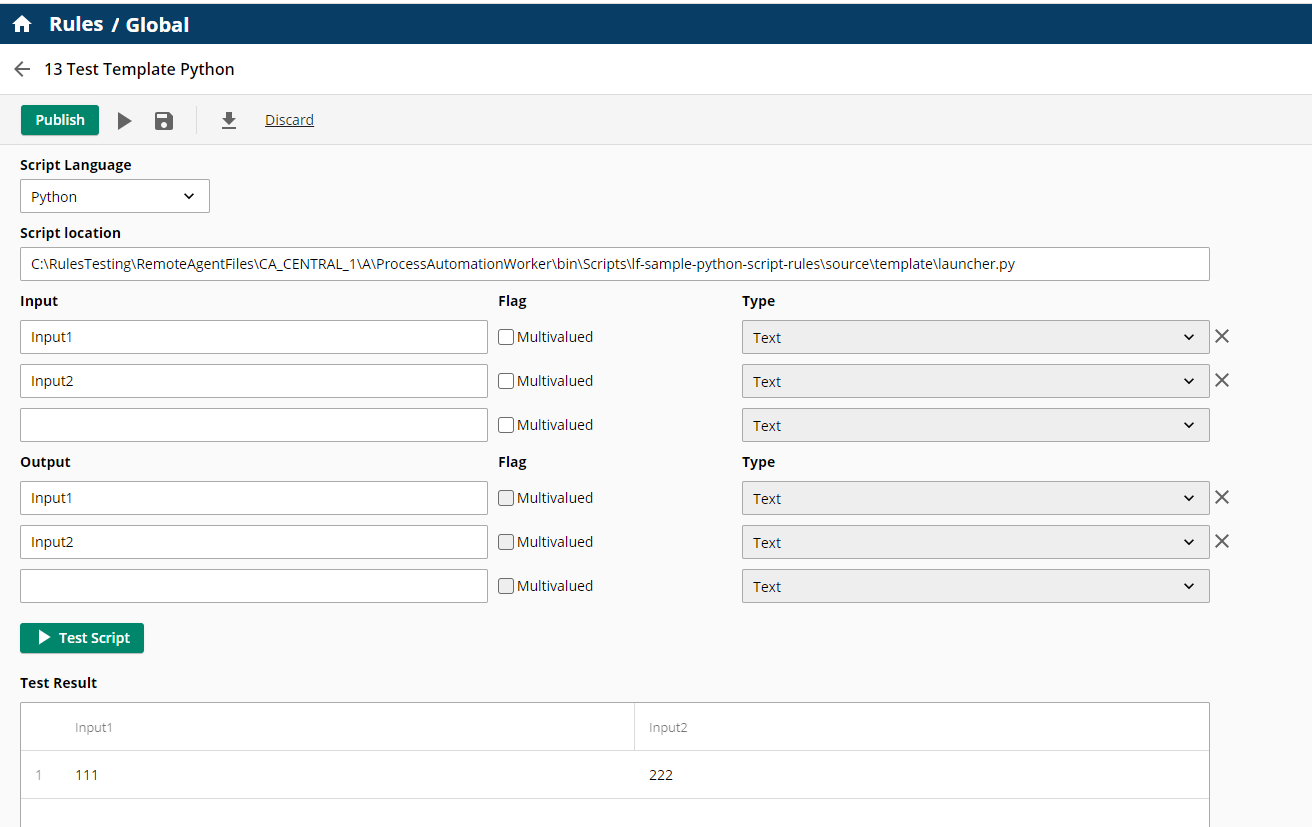 Rules / Global
13 Test Template Python
Publish Discard
Script Language
Python
Script location
C:\RulesTesting\RemoteAgentFiles\CA_CENTRAL_1\A\ProcessAutomationWorker\bin\Scripts\lf-sample-python-script-rules\source\template\launcher.py
Input Flag Type
Input1 Multivalued Text
Input2 Multivalued Text
Multivalued Text
Output Flag Type
Input1 Multivalued Text
Input2 Multivalued Text
Multivalued Text
Test Script
Test Result
Input1 Input2
1 111 222